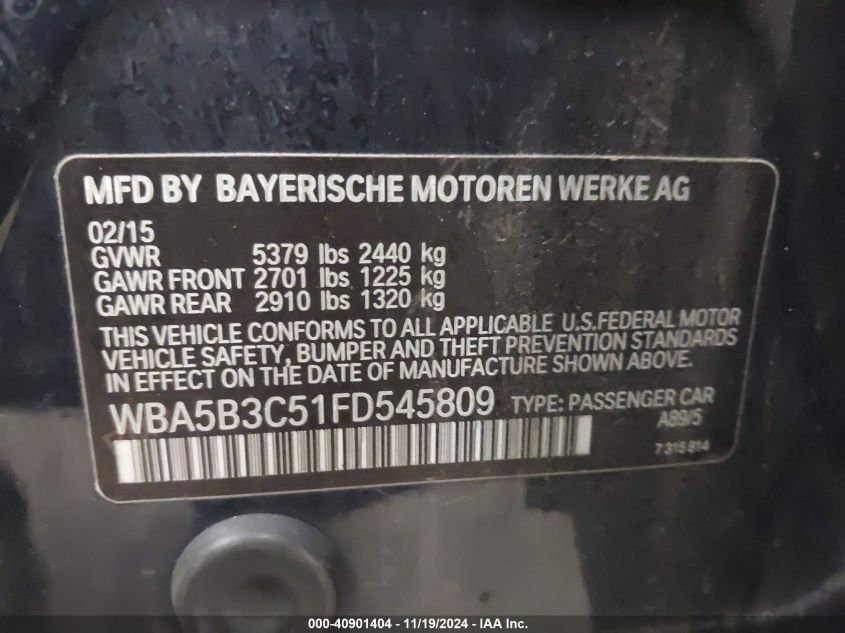 MFD BY BAYERISCHE MOTOREN WERKE AG
02/15
GVWR 5379 lbs 2440 kg
GAWR FRONT 2701 lbs 1225 kg
GAWR REAR 2910 lbs 1320 kg
THIS VEHICLE CONFORMS TO ALL APPLICABLE U.S.FEDERAL MOTOR
VEHICLE SAFETY, BUMPER AND THEFT PREVENTION STANDARDS
IN EFFECT ON THE DATE OF MANUFACTURE SHOWN ABOVE.
WBA5B3C51FD545809 TYPE: PASSENGER CAR
A89/5
7 315 814
000-40901404 - 11/19/2024 - IAA Inc.